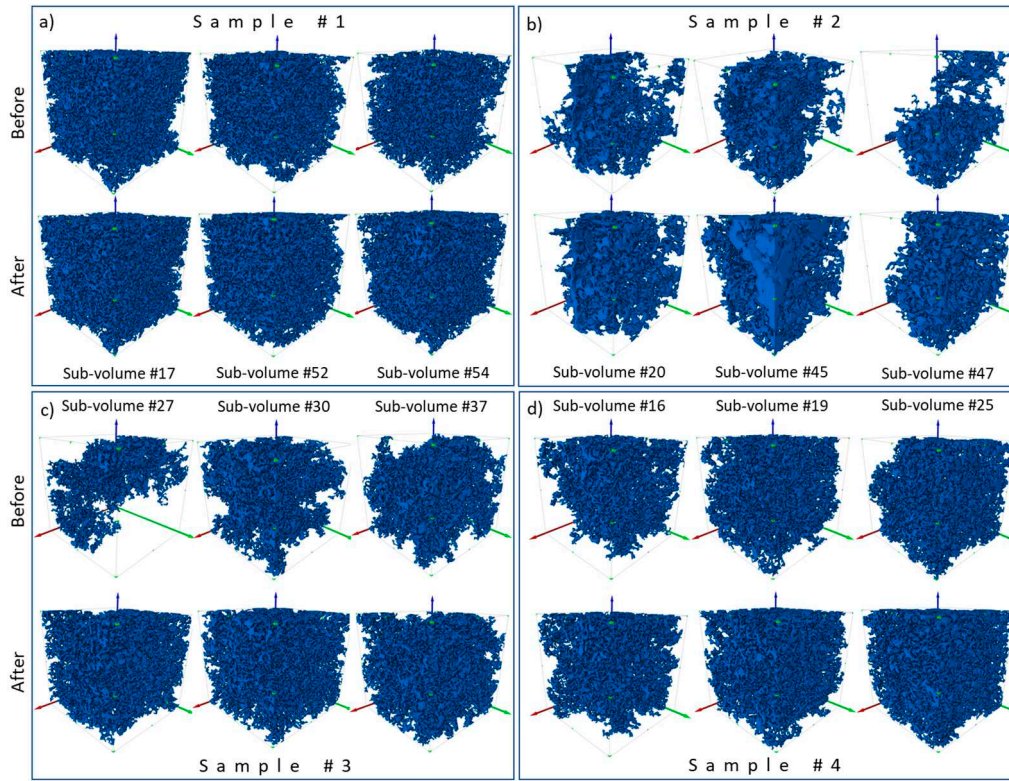 a) Sample # 1
Before
After
Sub-volume #17 Sub-volume #52 Sub-volume #54
b) Sample # 2
Sub-volume #20 Sub-volume #45 Sub-volume #47
c) Sub-volume #27 Sub-volume #30 Sub-volume #37
Before
After
Sample # 3
d) Sub-volume #16 Sub-volume #19 Sub-volume #25
Sample # 4